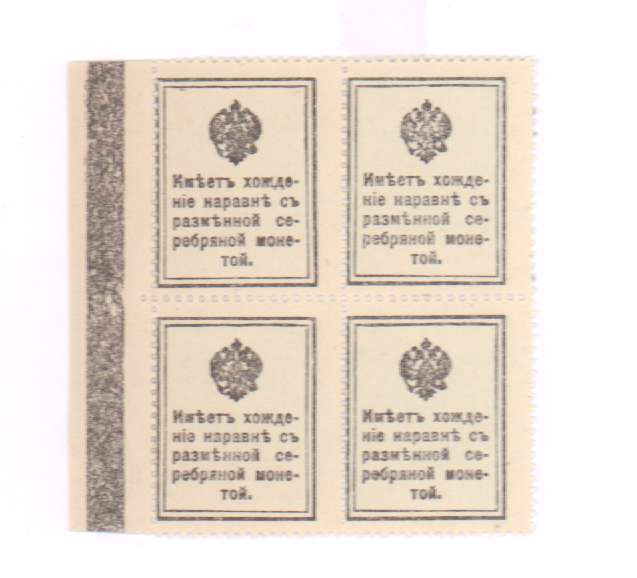 Имѣетъ хожде-
ніе наравнѣ съ
размѣнной се-
ребряной моне-
той.
Имѣетъ хожде-
ніе наравнѣ съ
размѣнной се-
ребряной моне-
той.
Имѣетъ хожде-
ніе наравнѣ съ
размѣнной се-
ребряной моне-
той.
Имѣетъ хожде-
ніе наравнѣ съ
размѣнной се-
ребряной моне-
той.